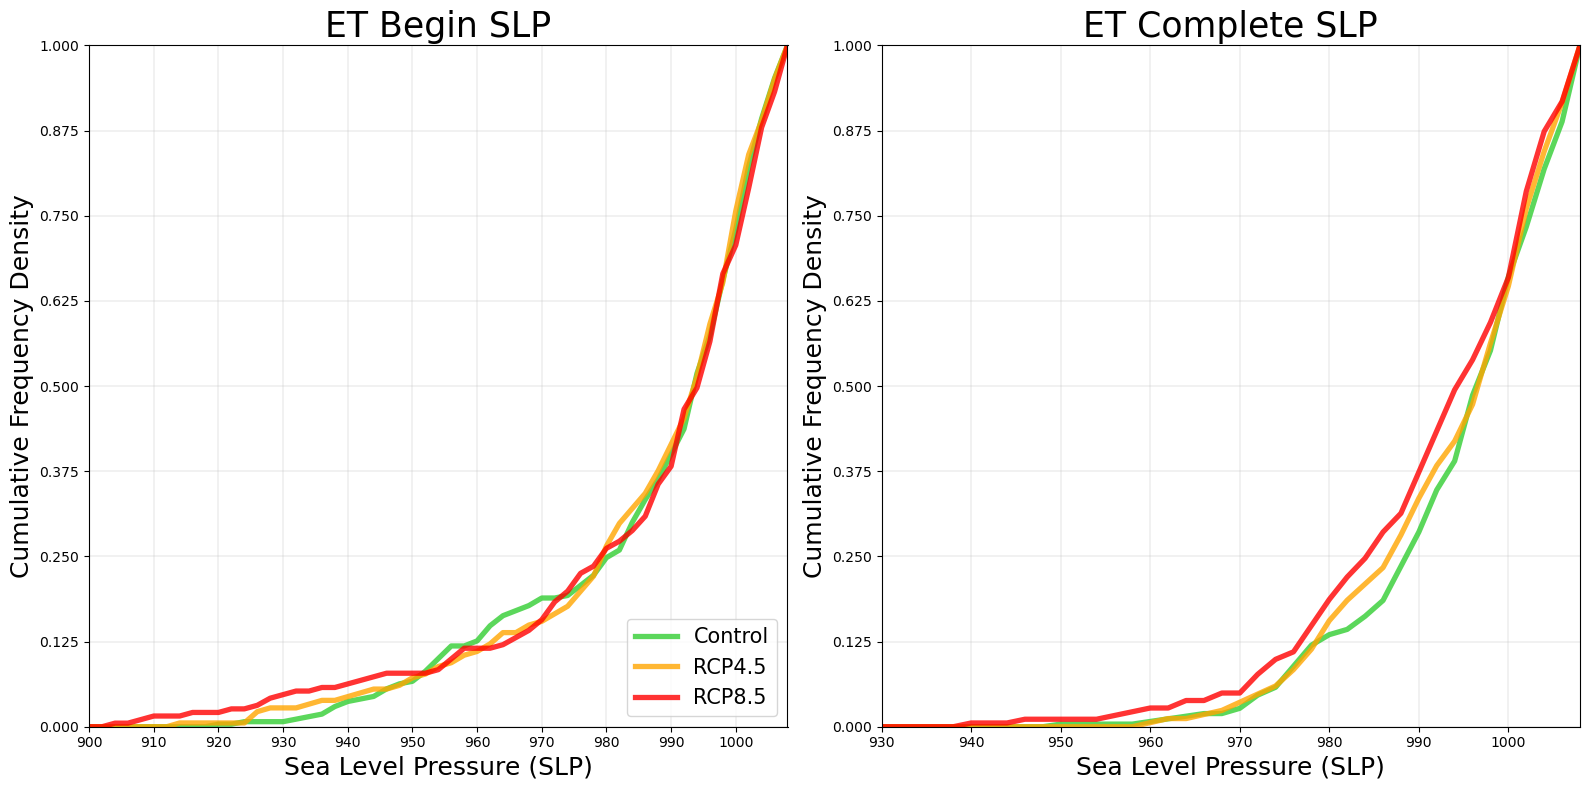 ET Begin SLP
1.000
0.875
0.750
0.625
0.500
0.375
0.250
0.125
0.000
Cumulative Frequency Density
900 910 920 930 940 950 960 970 980 990 1000
Sea Level Pressure (SLP)
Control
RCP4.5
RCP8.5
ET Complete SLP
1.000
0.875
0.750
0.625
0.500
0.375
0.250
0.125
0.000
Cumulative Frequency Density
930 940 950 960 970 980 990 1000
Sea Level Pressure (SLP)